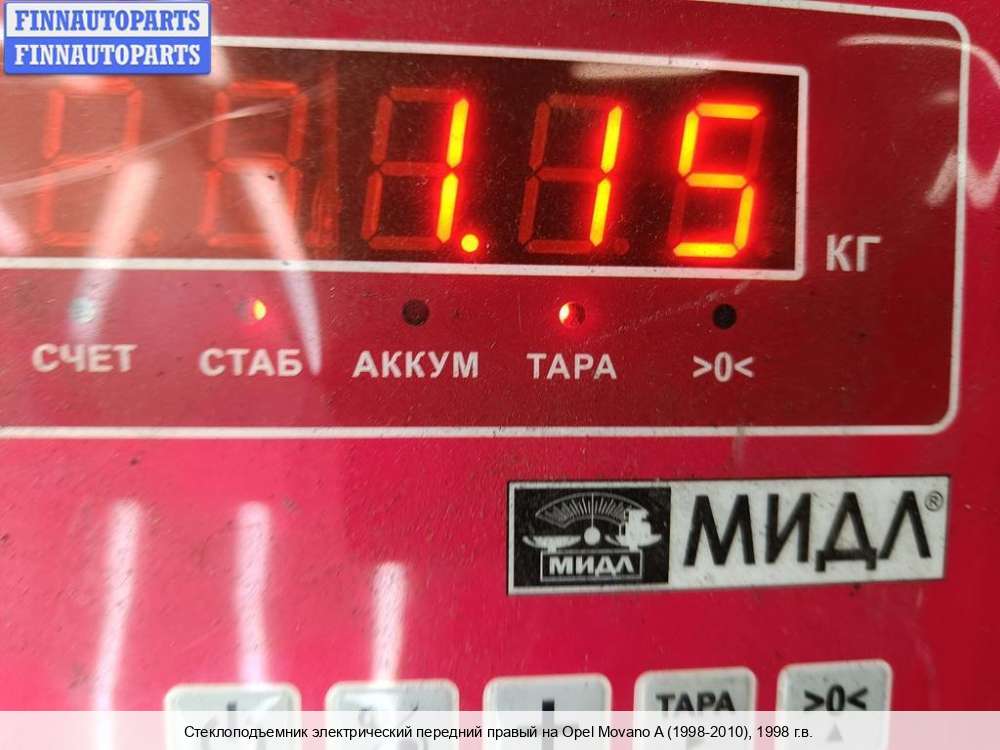 FINNAUTOPARTS
FINNAUTOPARTS
1.15
КГ
СЧЕТ СТАБ АККУМ ТАРА >0<
МИДЛ МИДЛ®
+ ТАРА >0<
Стеклоподъемник электрический передний правый на Opel Movano A (1998-2010), 1998 г.в.